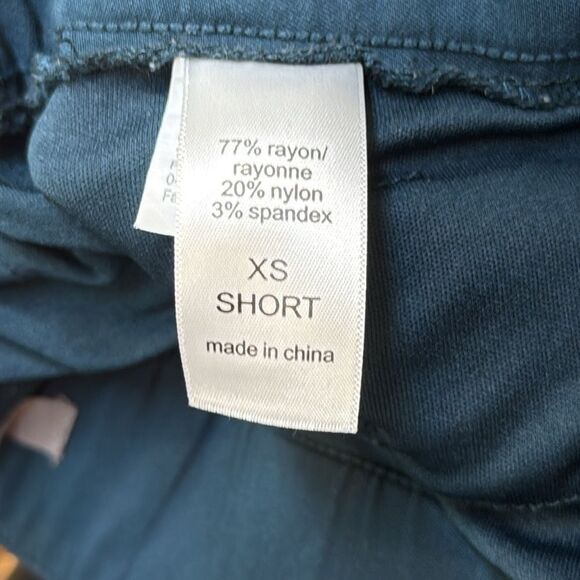 77% rayon/
rayonne
20% nylon
3% spandex
XS
SHORT
made in china